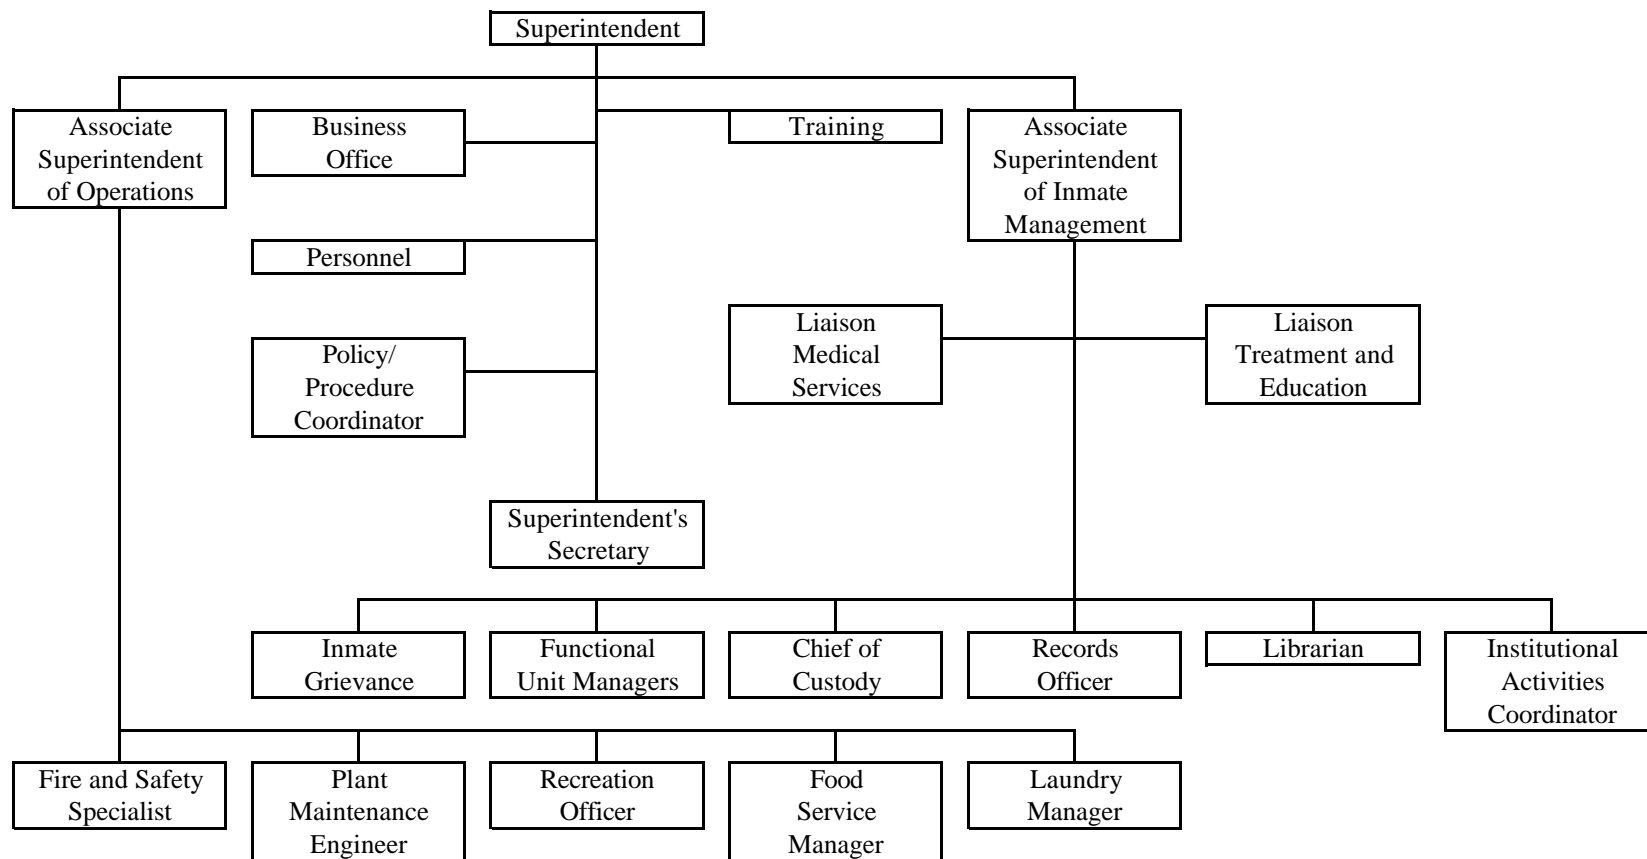 Superintendent
Associate
Superintendent
of Operations
Business
Office
Training
Associate
Superintendent
of Inmate
Management
Personnel
Policy/
Procedure
Coordinator
Liaison
Medical
Services
Liaison
Treatment and
Education
Superintendent's
Secretary
Inmate
Grievance
Functional
Unit Managers
Chief of
Custody
Records
Officer
Librarian
Institutional
Activities
Coordinator
Fire and Safety
Specialist
Plant
Maintenance
Engineer
Recreation
Officer
Food
Service
Manager
Laundry
Manager